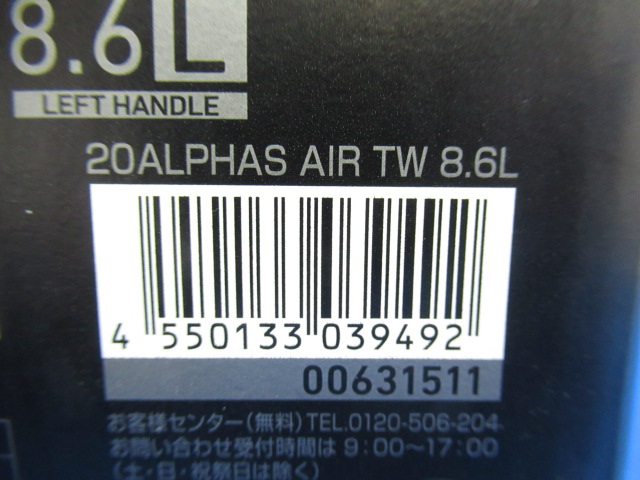 8.6L
LEFT HANDLE
20ALPHAS AIR TW 8.6L
4 550133 039492
00631511
お客様センター(無料)TEL.0120-506-204
お問い合わせ受付時間は 9:00〜17:00
(土・日・祝祭日は除く)